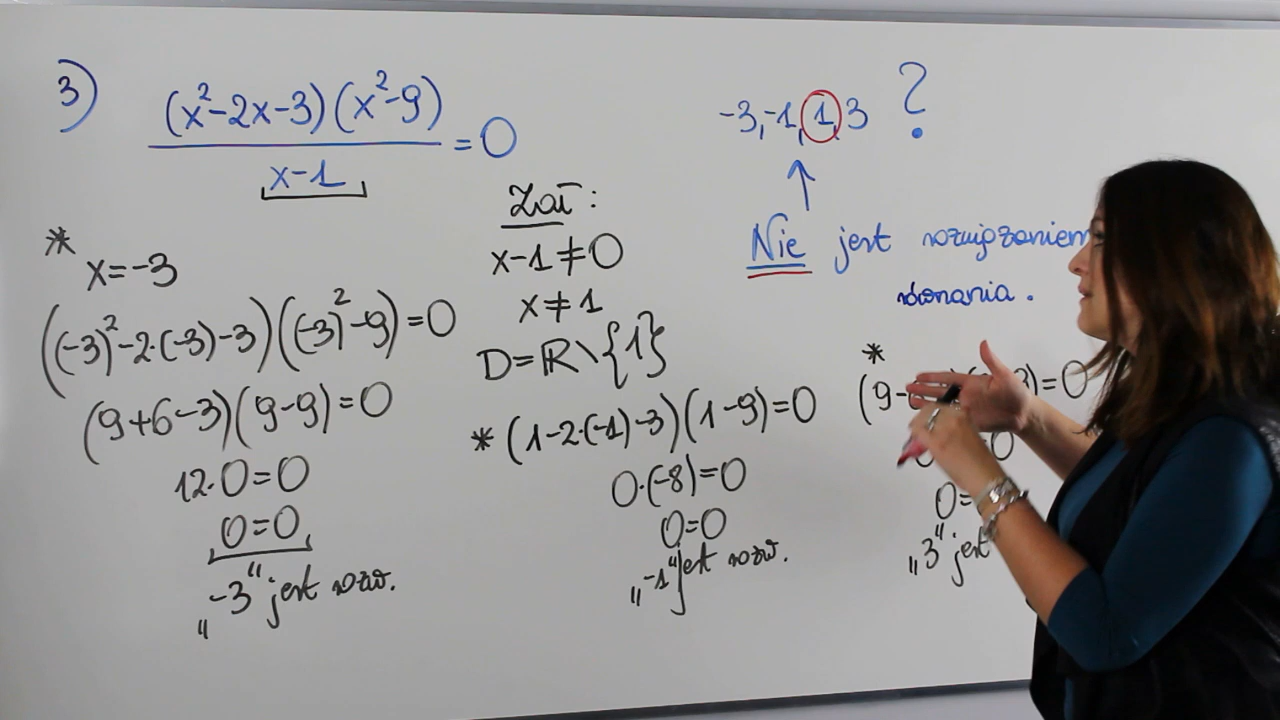 3) (x²-2x-3)(x²-9)
x-1
=0
-3,-1,1,3 ?
Nie jest rozwiązaniem
równania.
Zał:
x-1≠0
x≠1
D=ℝ\{1}
* x=-3
((-3)²-2·(-3)-3)((-3)²-9)=0
(9+6-3)(9-9)=0
12·0=0
0=0
„-3" jest rozw.
* (1-2·(-1)-3)(1-9)=0
0·(-8)=0
0=0
„-1" jest rozw.
*
(9- )=0
0
0=
„3" jest